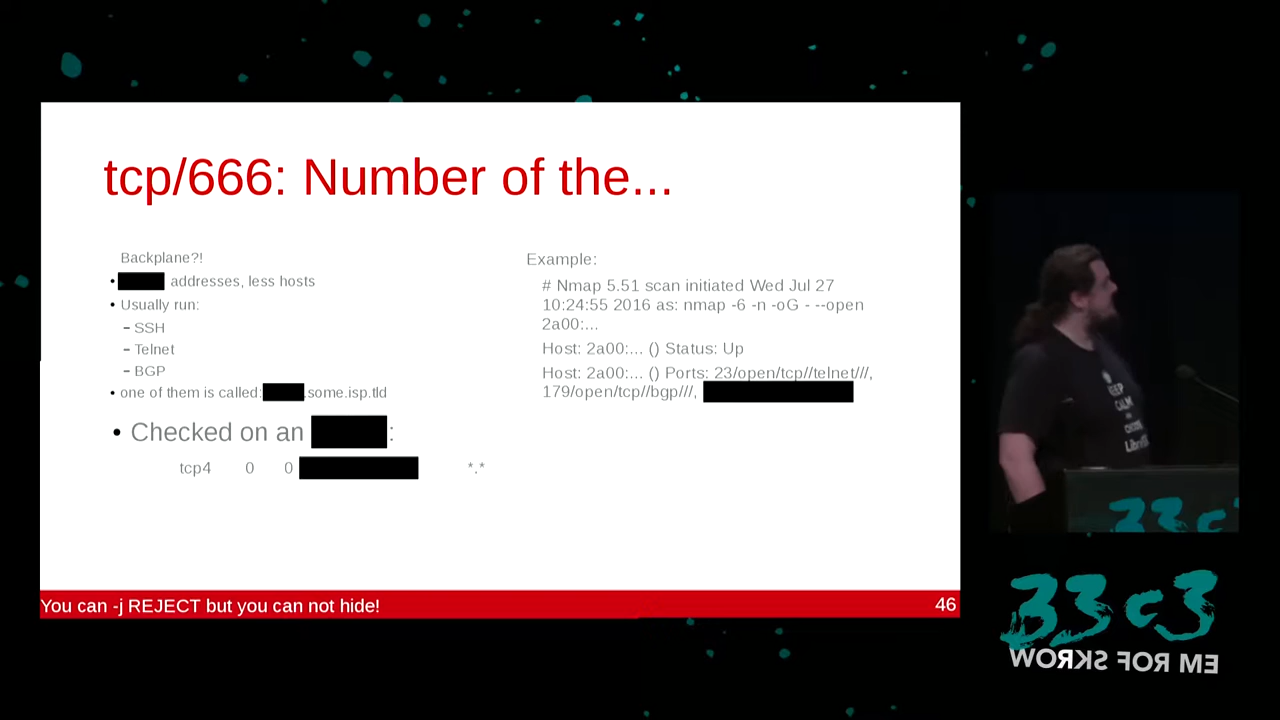 tcp/666: Number of the...
Backplane?!
• addresses, less hosts
• Usually run:
– SSH
– Telnet
– BGP
• one of them is called: .some.isp.tld
• Checked on an :
tcp4 0 0 *.*
Example:
# Nmap 5.51 scan initiated Wed Jul 27
10:24:55 2016 as: nmap -6 -n -oG - --open
2a00:...
Host: 2a00:... () Status: Up
Host: 2a00:... () Ports: 23/open/tcp//telnet///,
179/open/tcp//bgp///,
You can -j REJECT but you can not hide!
46
KEEP
CALM
33c3
33c3
WORKS FOR ME